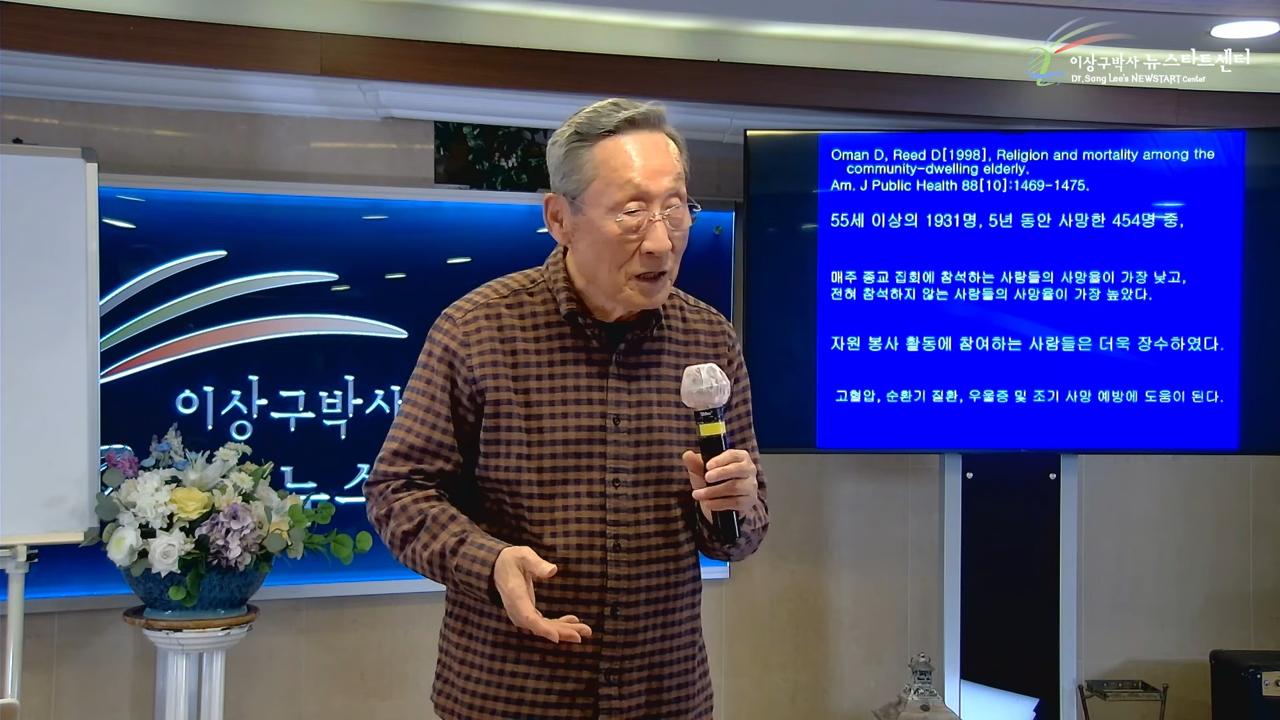 이상구박사 뉴스타트센터
Dr. Sang Lee's NEWSTART Center
Oman D, Reed D[1998], Religion and mortality among the
community-dwelling elderly.
Am. J Public Health 88[10]:1469-1475.
55세 이상의 1931명, 5년 동안 사망한 454명 중,
매주 종교 집회에 참석하는 사람들의 사망율이 가장 낮고,
전혀 참석하지 않는 사람들의 사망율이 가장 높았다.
자원 봉사 활동에 참여하는 사람들은 더욱 장수하였다.
고혈압, 순환기 질환, 우울증 및 조기 사망 예방에 도움이 된다.
이상구박사
뉴스